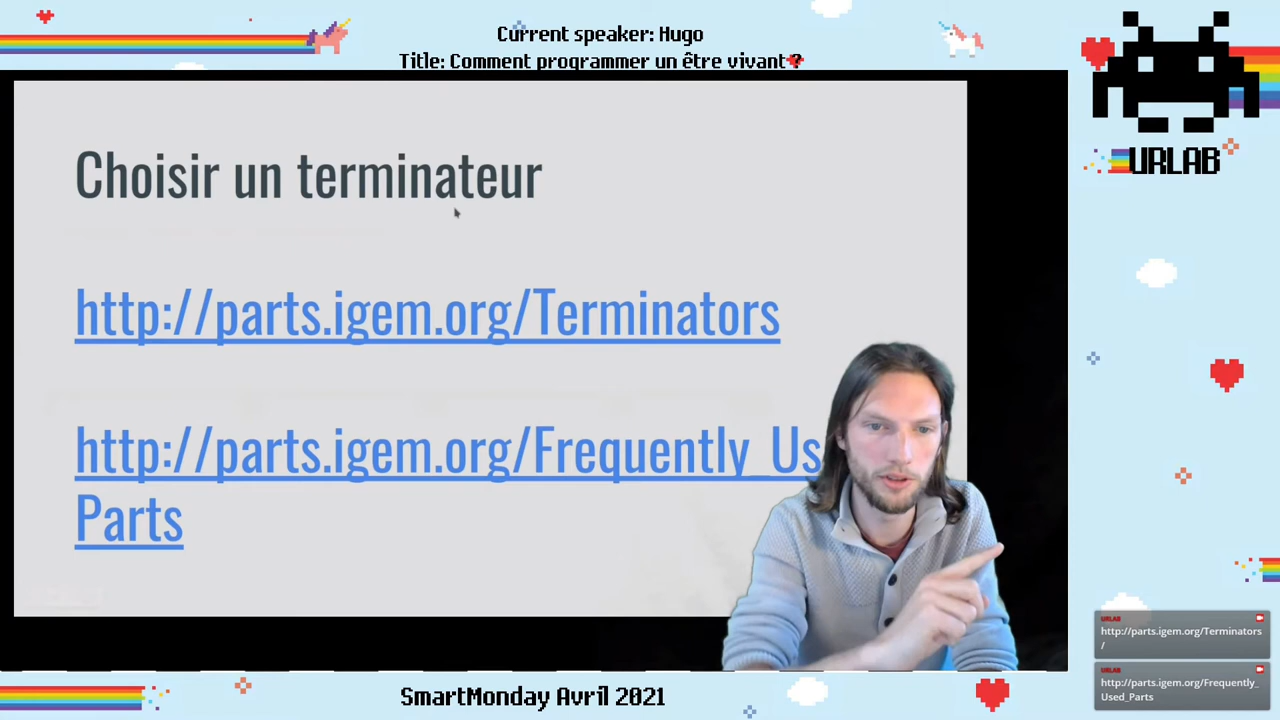 Current speaker: Hugo
Title: Comment programmer un être vivant ?
URLAB
Choisir un terminateur
http://parts.igem.org/Terminators
http://parts.igem.org/Frequently_Us
Parts
URLAB
http://parts.igem.org/Terminators
/
URLAB
http://parts.igem.org/Frequently_
Used_Parts
SmartMonday Avril 2021